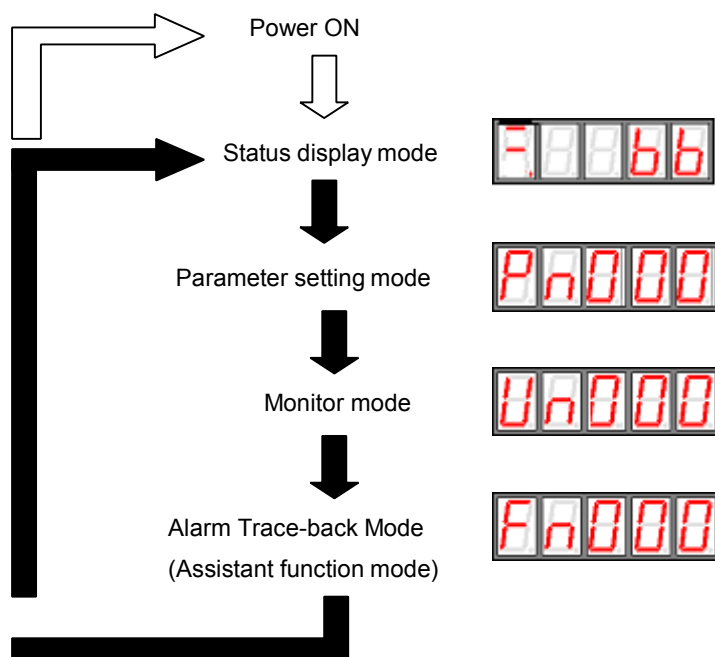 Power ON
Status display mode
bb
Parameter setting mode
Pn000
Monitor mode
Un000
Alarm Trace-back Mode
Fn000
(Assistant function mode)